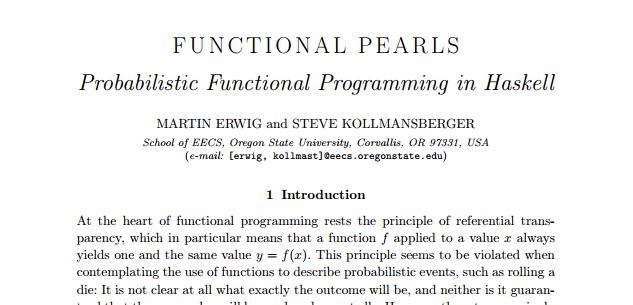 FUNCTIONAL PEARLS
Probabilistic Functional Programming in Haskell
MARTIN ERWIG and STEVE KOLLMANSBERGER
School of EECS, Oregon State University, Corvallis, OR 97331, USA
(e-mail: [erwig, kollmast]@eecs.oregonstate.edu)
1 Introduction
At the heart of functional programming rests the principle of referential trans-
parency, which in particular means that a function f applied to a value x always
yields one and the same value y = f(x). This principle seems to be violated when
contemplating the use of functions to describe probabilistic events, such as rolling a
die: It is not clear at all what exactly the outcome will be, and neither is it guaran-